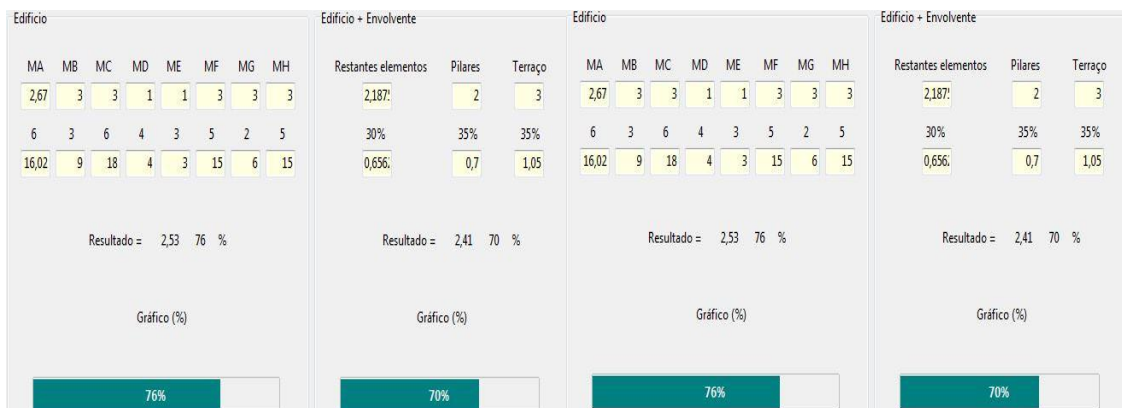 Edificio
MA MB MC MD ME MF MG MH
2,67 3 3 1 1 3 3 3
6 3 6 4 3 5 2 5
16,02 9 18 4 3 15 6 15
Resultado = 2,53 76 %
Gráfico (%)
76%
Edificio + Envolvente
Restantes elementos Pilares Terraço
2,187 2 3
30% 35% 35%
0,656 0,7 1,05
Resultado = 2,41 70 %
Gráfico (%)
70%
Edificio
MA MB MC MD ME MF MG MH
2,67 3 3 1 1 3 3 3
6 3 6 4 3 5 2 5
16,02 9 18 4 3 15 6 15
Resultado = 2,53 76 %
Gráfico (%)
76%
Edificio + Envolvente
Restantes elementos Pilares Terraço
2,187 2 3
30% 35% 35%
0,656 0,7 1,05
Resultado = 2,41 70 %
Gráfico (%)
70%